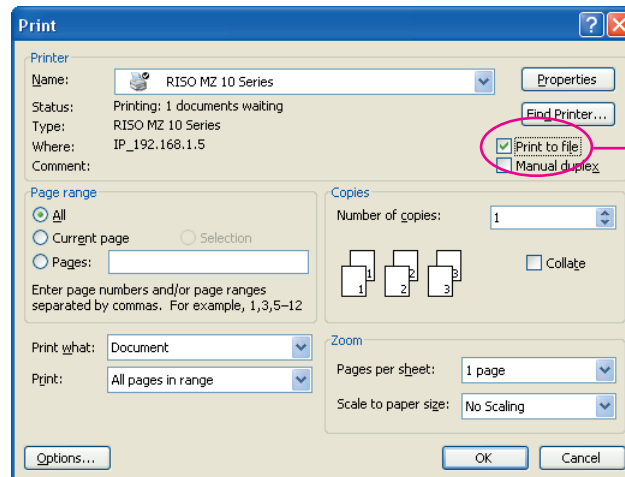 Print
Printer
Name: RISO MZ 10 Series Properties
Status: Printing: 1 documents waiting
Type: RISO MZ 10 Series Find Printer...
Where: IP_192.168.1.5 Print to file
Comment: Manual duplex
Page range
All
Current page Selection
Pages:
Enter page numbers and/or page ranges
separated by commas. For example, 1,3,5–12
Copies
Number of copies: 1
1 1 2 2 3 3
Collate
Print what: Document
Print: All pages in range
Zoom
Pages per sheet: 1 page
Scale to paper size: No Scaling
Options... OK Cancel